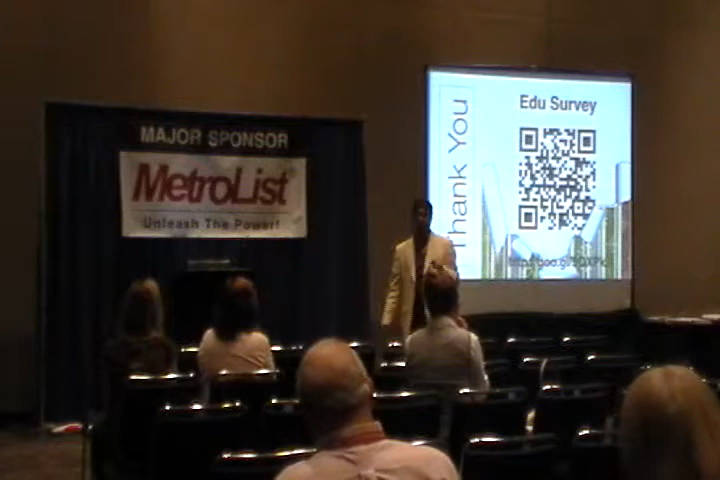 MAJOR SPONSOR
MetroList
Unleash The Power!
Edu Survey
Thank You